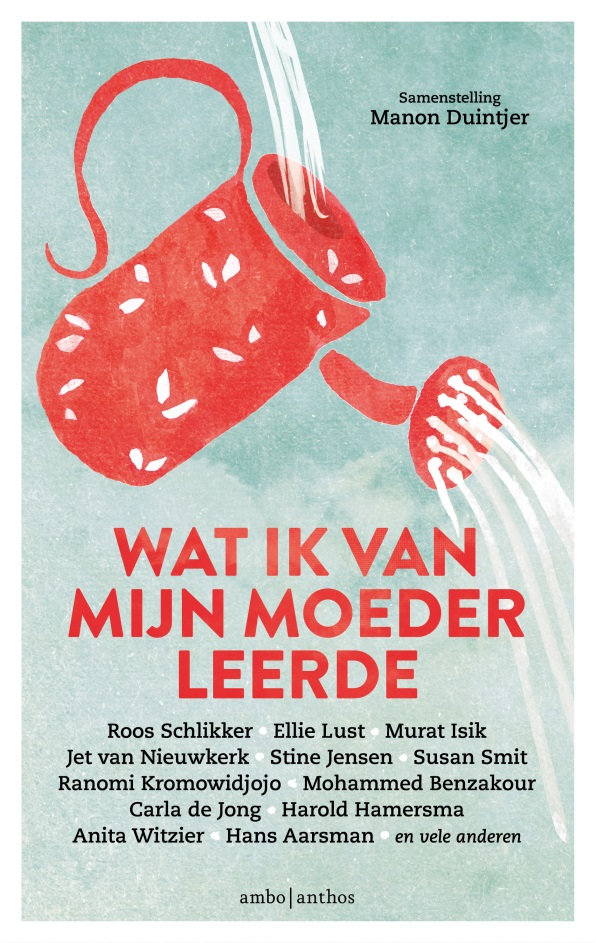 Samenstelling
Manon Duintjer
WAT IK VAN
MIJN MOEDER
LEERDE
Roos Schlikker • Ellie Lust • Murat Isik
Jet van Nieuwkerk • Stine Jensen • Susan Smit
Ranomi Kromowidjojo • Mohammed Benzakour
Carla de Jong • Harold Hamersma
Anita Witzier • Hans Aarsman • en vele anderen
ambo|anthos